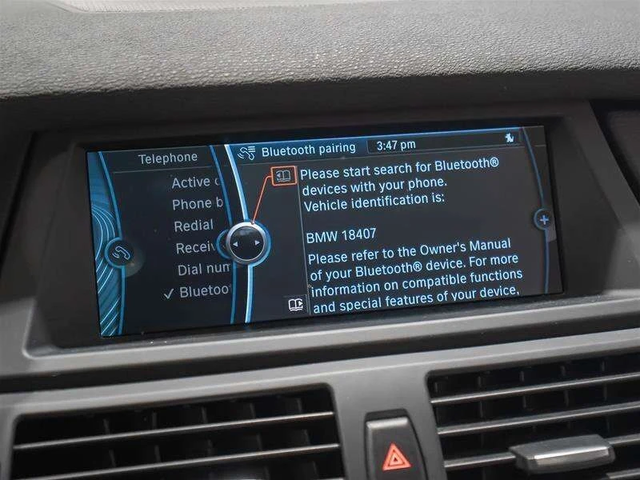 Telephone
Bluetooth pairing
3:47 pm
Active c
Phone b
Redial
Receiv
Dial num
✓ Bluetoo
Please start search for Bluetooth®
devices with your phone.
Vehicle identification is:
BMW 18407
Please refer to the Owner's Manual
of your Bluetooth® device. For more
information on compatible functions
and special features of your device,